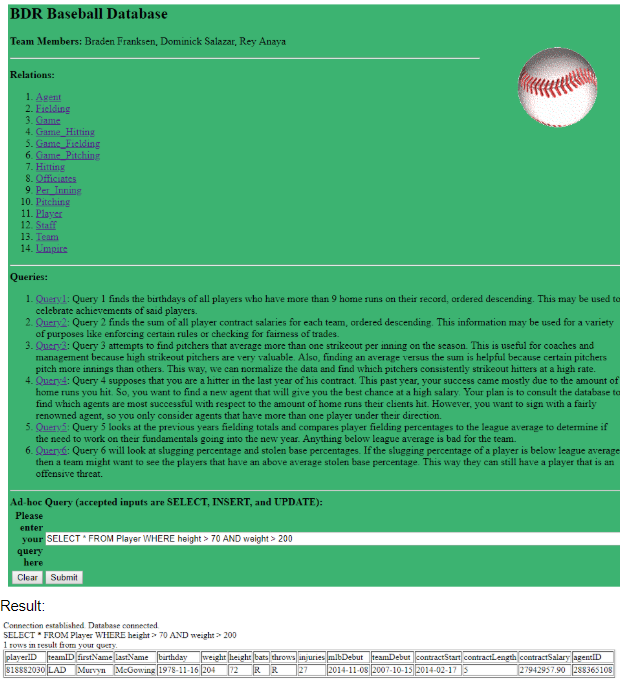 BDR Baseball Database
Team Members: Braden Franksen, Dominick Salazar, Rey Anaya
Relations:
1. Agent
2. Fielding
3. Game
4. Game_Hitting
5. Game_Fielding
6. Game_Pitching
7. Hitting
8. Officiates
9. Per_Inning
10. Pitching
11. Player
12. Staff
13. Team
14. Umpire
Queries:
1. Query1: Query 1 finds the birthdays of all players who have more than 9 home runs on their record, ordered descending. This may be used to
celebrate achievements of said players.
2. Query2: Query 2 finds the sum of all player contract salaries for each team, ordered descending. This information may be used for a variety
of purposes like enforcing certain rules or checking for fairness of trades.
3. Query3: Query 3 attempts to find pitchers that average more than one strikeout per inning on the season. This is useful for coaches and
management because high strikeout pitchers are very valuable. Also, finding an average versus the sum is helpful because certain pitchers
pitch more innings than others. This way, we can normalize the data and find which pitchers consistently strikeout hitters at a high rate.
4. Query4: Query 4 supposes that you are a hitter in the last year of his contract. This past year, your success came mostly due to the amount of
home runs you hit. So, you want to find a new agent that will give you the best chance at a high salary. Your plan is to consult the database to
find which agents are most successful with respect to the amount of home runs their clients hit. However, you want to sign with a fairly
renowned agent, so you only consider agents that have more than one player under their direction.
5. Query5: Query 5 looks at the previous years fielding totals and compares player fielding percentages to the league average to determine if
the need to work on their fundamentals going into the new year. Anything below league average is bad for the team.
6. Query6: Query 6 will look at slugging percentage and stolen base percentages. If the slugging percentage of a player is below league average
then a team might want to see the players that have an above average stolen base percentage. This way they can still have a player that is an
offensive threat.
Ad-hoc Query (accepted inputs are SELECT, INSERT, and UPDATE):
Please
enter
your SELECT * FROM Player WHERE height > 70 AND weight > 200
query
here
Clear Submit
Result:
Connection established. Database connected.
SELECT * FROM Player WHERE height > 70 AND weight > 200
1 rows in result from your query.
playerID teamID firstName lastName birthday weight height bats throws injuries mlbDebut teamDebut contractStart contractLength contractSalary agentID
818882030 LAD Murvyn McGowing 1978-11-16 204 72 R R 27 2014-11-08 2007-10-15 2014-02-17 5 27942957.90 288365108